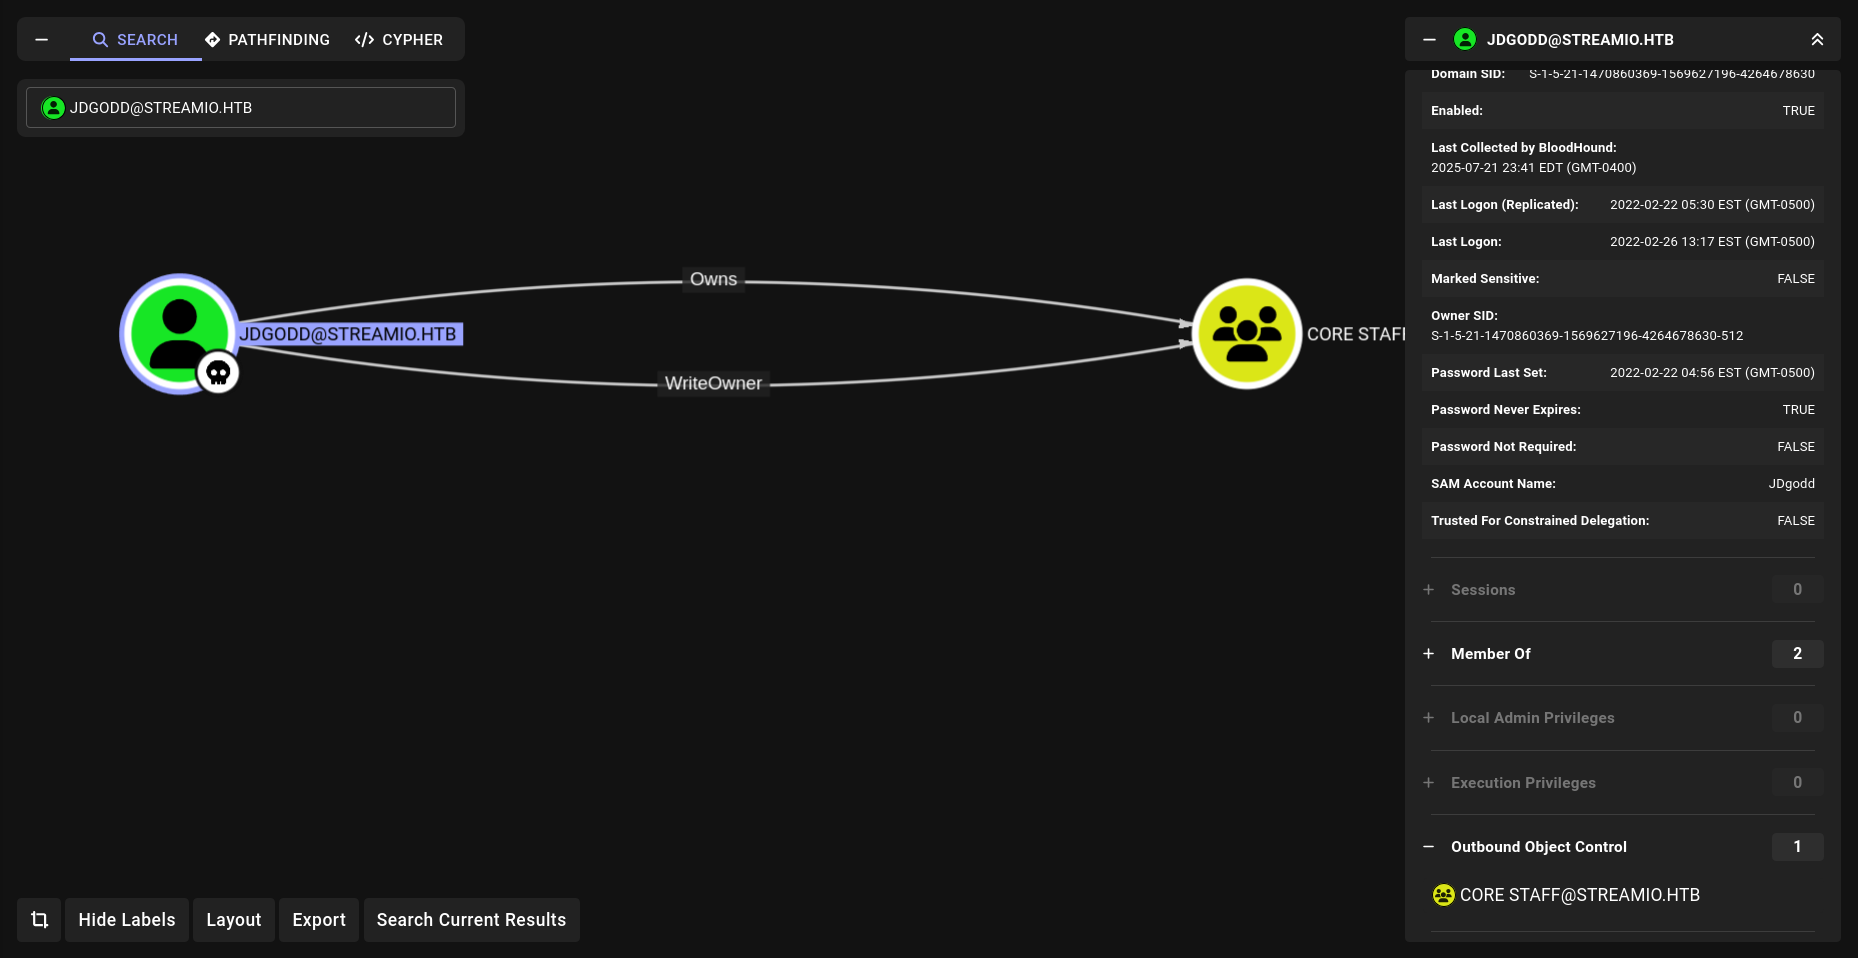 SEARCH
PATHFINDING
CYPHER
JDGODD@STREAMIO.HTB
Owns
JDGODD@STREAMIO.HTB
WriteOwner
CORE STAFF
JDGODD@STREAMIO.HTB
Domain SID: S-1-5-21-1470860369-1569627196-4264678630
Enabled: TRUE
Last Collected by BloodHound:
2025-07-21 23:41 EDT (GMT-0400)
Last Logon (Replicated): 2022-02-22 05:30 EST (GMT-0500)
Last Logon: 2022-02-26 13:17 EST (GMT-0500)
Marked Sensitive: FALSE
Owner SID:
S-1-5-21-1470860369-1569627196-4264678630-512
Password Last Set: 2022-02-22 04:56 EST (GMT-0500)
Password Never Expires: TRUE
Password Not Required: FALSE
SAM Account Name: JDgodd
Trusted For Constrained Delegation: FALSE
Sessions 0
Member Of 2
Local Admin Privileges 0
Execution Privileges 0
Outbound Object Control 1
CORE STAFF@STREAMIO.HTB
Hide Labels
Layout
Export
Search Current Results